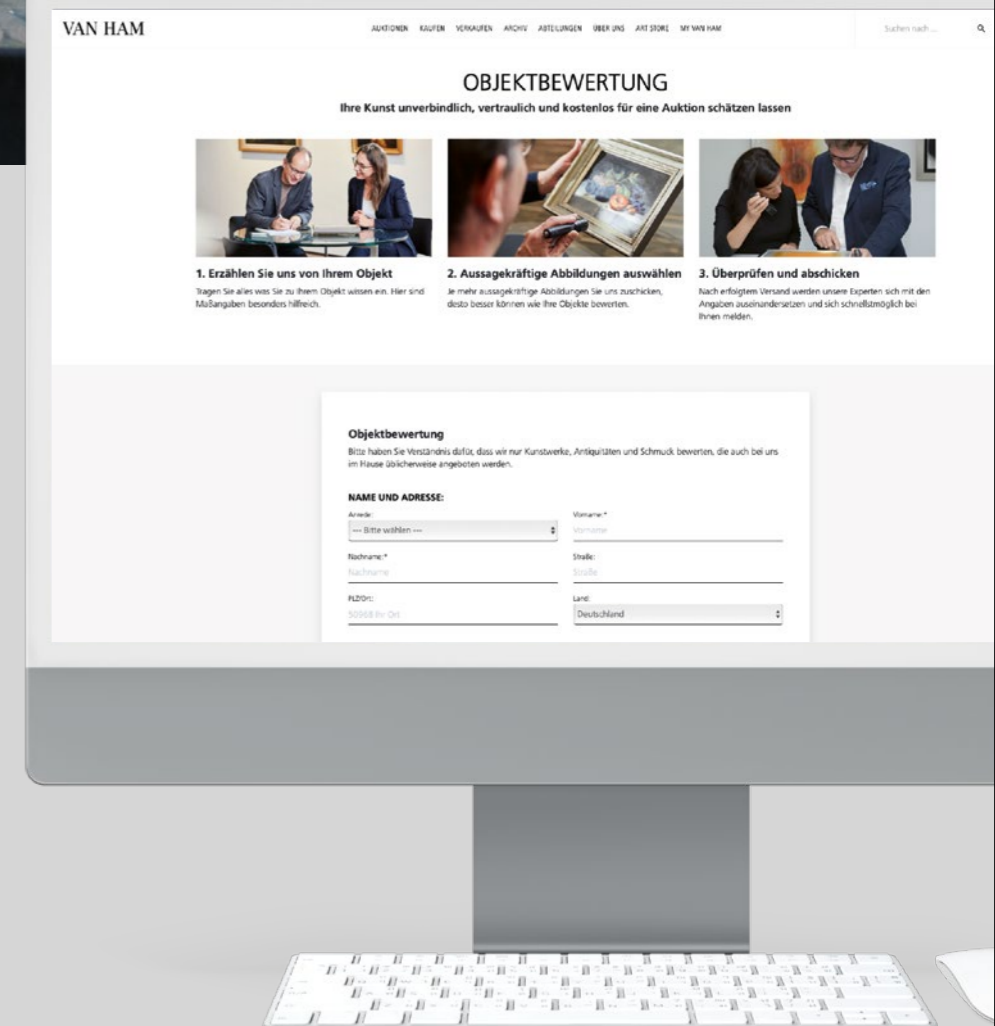 VAN HAM
AUKTIONEN KAUFEN VERKAUFEN ARCHIV ABTEILUNGEN ÜBER UNS ART STORE MY VAN HAM
Suchen nach ...
OBJEKTBEWERTUNG
Ihre Kunst unverbindlich, vertraulich und kostenlos für eine Auktion schätzen lassen
1. Erzählen Sie uns von Ihrem Objekt
Tragen Sie alles was Sie zu Ihrem Objekt wissen ein. Hier sind
Maßangaben besonders hilfreich.
2. Aussagekräftige Abbildungen auswählen
Je mehr aussagekräftige Abbildungen Sie uns zuschicken,
desto besser können wie Ihre Objekte bewerten.
3. Überprüfen und abschicken
Nach erfolgtem Versand werden unsere Experten sich mit den
Angaben auseinandersetzen und sich schnellstmöglich bei
Ihnen melden.
Objektbewertung
Bitte haben Sie Verständnis dafür, dass wir nur Kunstwerke, Antiquitäten und Schmuck bewerten, die auch bei uns
im Hause üblicherweise angeboten werden.
NAME UND ADRESSE:
Anrede:
--- Bitte wählen ---
Vorname:*
Vorname
Nachname:*
Nachname
Straße:
Straße
PLZ/Ort:
50968 Ihr Ort
Land:
Deutschland